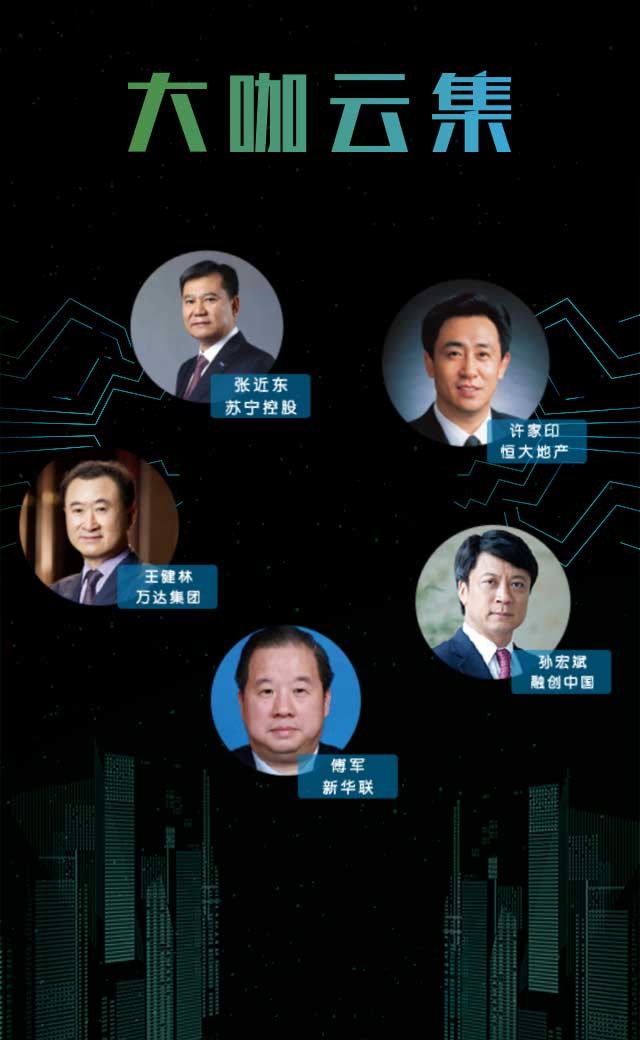 大咖云集
张近东
苏宁控股
许家印
恒大地产
王健林
万达集团
孙宏斌
融创中国
傅军
新华联